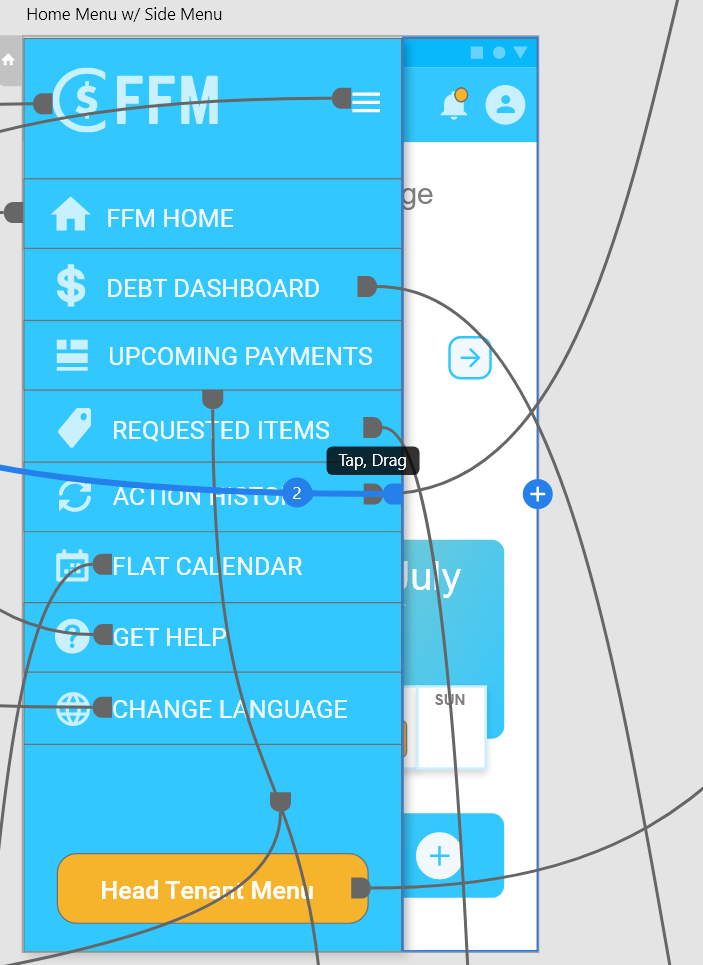 Home Menu w/ Side Menu
FFM
FFM HOME
DEBT DASHBOARD
UPCOMING PAYMENTS
REQUESTED ITEMS
Tap, Drag
ACTION HISTO
2
FLAT CALENDAR
GET HELP
CHANGE LANGUAGE
Head Tenant Menu
ge
July
SUN